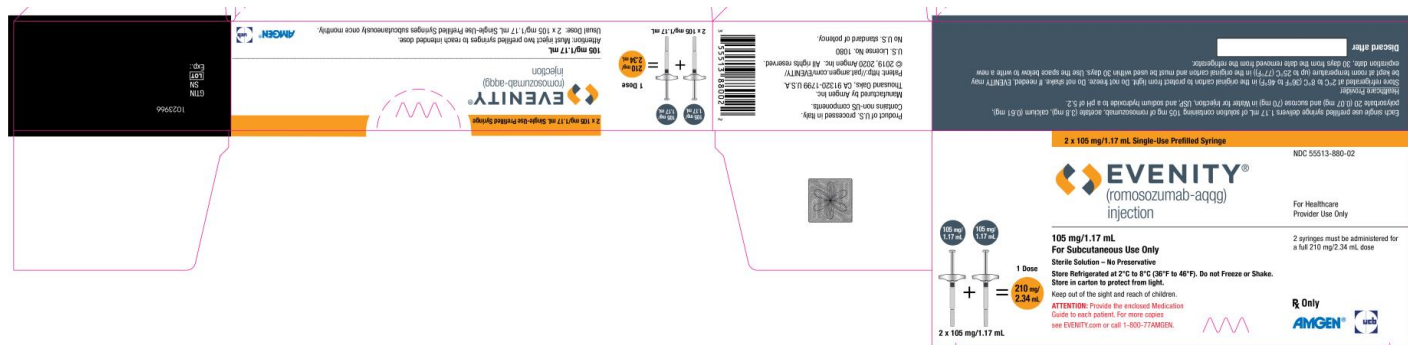 1023966
GTIN
SN
LOT
Exp.:
2 x 105 mg/1.17 mL Single-Use Prefilled Syringe
EVENITY®
(romosozumab-aqqg)
injection
105 mg/1.17 mL
Attention: Must inject two prefilled syringes to reach intended dose.
Usual Dose: 2 x 105 mg/1.17 mL Single-Use Prefilled Syringes subcutaneously once monthly.
AMGEN®
ucb
105 mg/
1.17 mL
105 mg/
1.17 mL
+
=
1 Dose
210 mg/
2.34 mL
2 x 105 mg/1.17 mL
Product of U.S. processed in Italy.
Contains non-US components.
Manufactured by Amgen Inc.
Thousand Oaks, CA 91320-1799 U.S.A.
Patent: http://pat.amgen.com/EVENITY/
© 2019, 2020 Amgen Inc. All rights reserved.
U.S. License No. 1080
No U.S. standard of potency.
3 55513 88002 2
Each single use prefilled syringe delivers 1.17 mL of solution containing 105 mg of romosozumab, acetate (3.8 mg), calcium (0.61 mg),
polysorbate 20 (0.07 mg) and sucrose (70 mg) in Water for Injection, USP, and sodium hydroxide to a pH of 5.2.
Healthcare Provider
Store refrigerated at 2°C to 8°C (36°F to 46°F) in the original carton to protect from light. Do not freeze. Do not shake. If needed, EVENITY may
be kept at room temperature (up to 25°C (77°F)) in the original carton and must be used within 30 days. Use the space below to write a new
expiration date, 30 days from the date removed from the refrigerator.
Discard after
2 x 105 mg/1.17 mL Single-Use Prefilled Syringe
NDC 55513-880-02
EVENITY®
(romosozumab-aqqg)
injection
For Healthcare
Provider Use Only
105 mg/1.17 mL
For Subcutaneous Use Only
Sterile Solution – No Preservative
Store Refrigerated at 2°C to 8°C (36°F to 46°F). Do not Freeze or Shake.
Store in carton to protect from light.
Keep out of the sight and reach of children.
ATTENTION: Provide the enclosed Medication
Guide to each patient. For more copies
see EVENITY.com or call 1-800-77AMGEN.
2 syringes must be administered for
a full 210 mg/2.34 mL dose
105 mg/
1.17 mL
105 mg/
1.17 mL
+
=
1 Dose
210 mg/
2.34 mL
2 x 105 mg/1.17 mL
Rx Only
AMGEN®
ucb